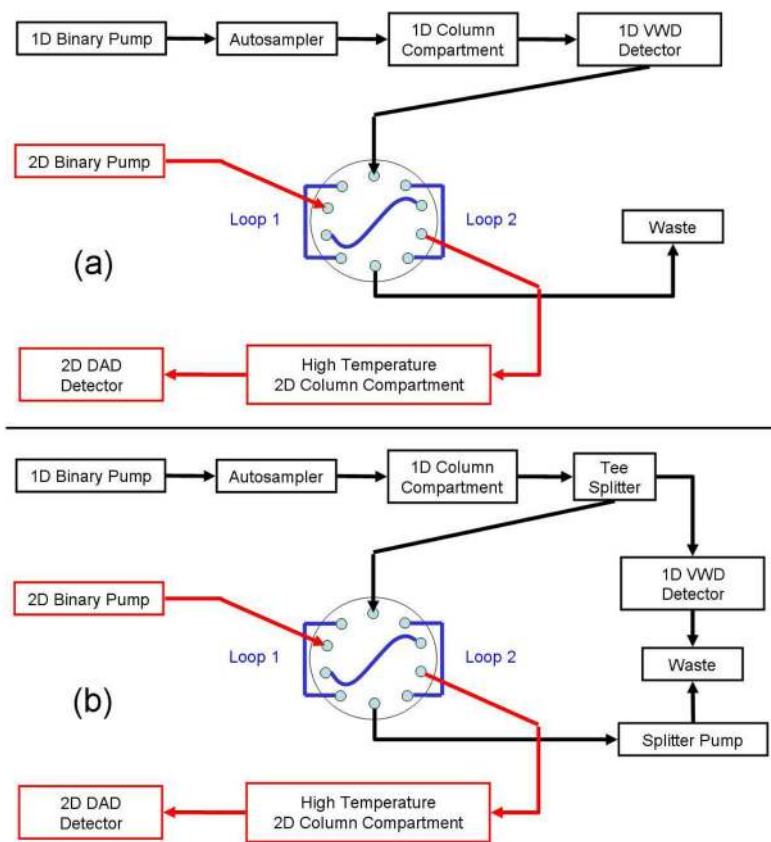 1D Binary Pump
Autosampler
1D Column
Compartment
1D VWD
Detector
2D Binary Pump
Loop 1
Loop 2
Waste
(a)
2D DAD
Detector
High Temperature
2D Column Compartment
1D Binary Pump
Autosampler
1D Column
Compartment
Tee
Splitter
1D VWD
Detector
2D Binary Pump
Loop 1
Loop 2
Waste
(b)
Splitter Pump
2D DAD
Detector
High Temperature
2D Column Compartment